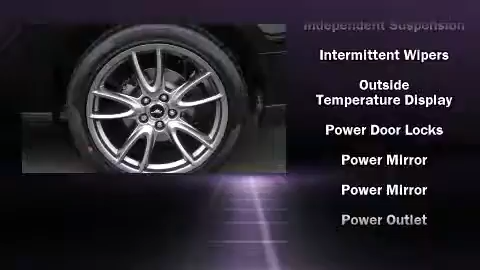 Independent Suspension
Intermittent Wipers
Outside
Temperature Display
Power Door Locks
Power Mirror
Power Mirror
Power Outlet